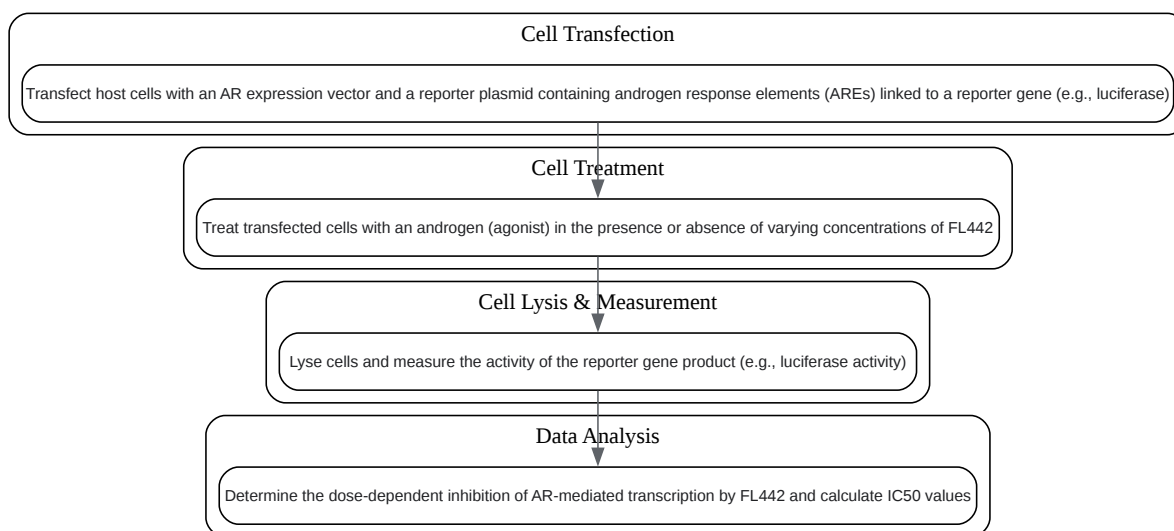 Cell Transfection
Transfect host cells with an AR expression vector and a reporter plasmid containing androgen response elements (AREs) linked to a reporter gene (e.g., luciferase)
Cell Treatment
Treat transfected cells with an androgen (agonist) in the presence or absence of varying concentrations of FL442
Cell Lysis & Measurement
Lyse cells and measure the activity of the reporter gene product (e.g., luciferase activity)
Data Analysis
Determine the dose-dependent inhibition of AR-mediated transcription by FL442 and calculate IC50 values